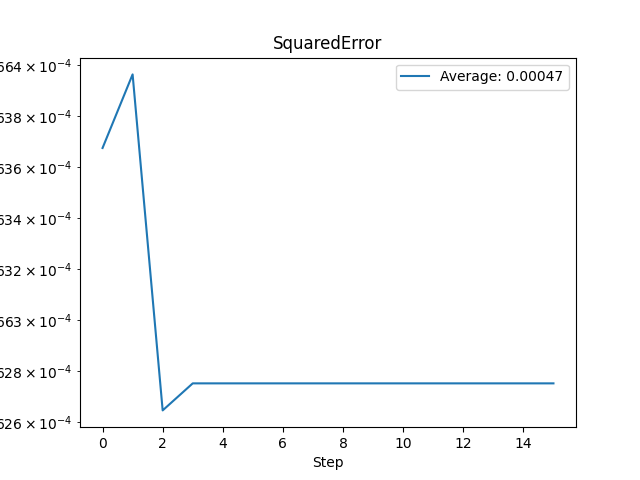 SquaredError
Average: 0.00047
664 × 10⁻⁴
638 × 10⁻⁴
636 × 10⁻⁴
634 × 10⁻⁴
632 × 10⁻⁴
663 × 10⁻⁴
628 × 10⁻⁴
626 × 10⁻⁴
0 2 4 6 8 10 12 14
Step